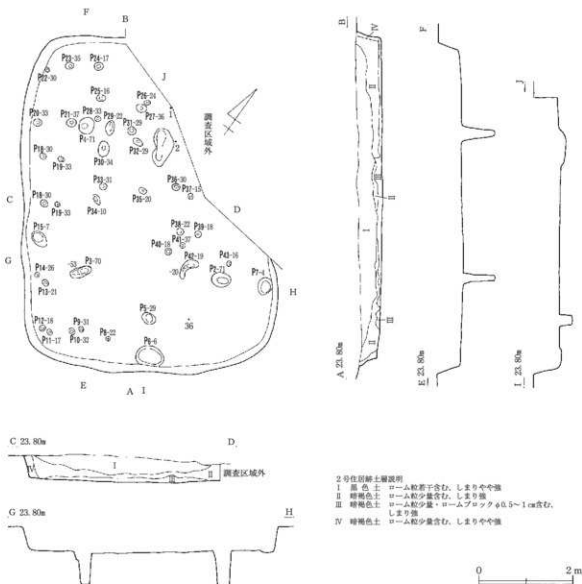 F
B
P23-35
P24-17
P22-30
J
P25-16
P26-24
P27-36
1
調査区域外
P20-33
P21-37
P28-33
P29-22
P31-29
P4-71
P32-29
2
P30-34
P18-30
P19-33
P33-31
P36-30
P37-15
P35-20
C
P18-30
P19-33
P34-10
D
P15-7
P38-22
P39-18
P41-37
P40-18
G
P42-19
P43-16
P14-26
-53
P3-70
-20
P2-71
P7-4
H
P13-21
P5-29
36
P12-16
P9-31
P11-17
P10-32
P8-22
P6-6
E
A
I
B
IV
II
III
II
I
III
II
A 23.80m
F
E 23.80m
J
I 23.80m
C 23.80m
D
I
IV
III
II
調査区域外
G 23.80m
H
2号住居跡土層説明
I 黒色土 ローム粒若干含む、しまりやや強
II 暗褐色土 ローム粒少量含む、しまり強
III 暗褐色土 ローム粒少量・ロームブロックφ0.5～1cm含む、
しまり強
IV 暗褐色土 ローム粒少量含む、しまりやや強
0
2m